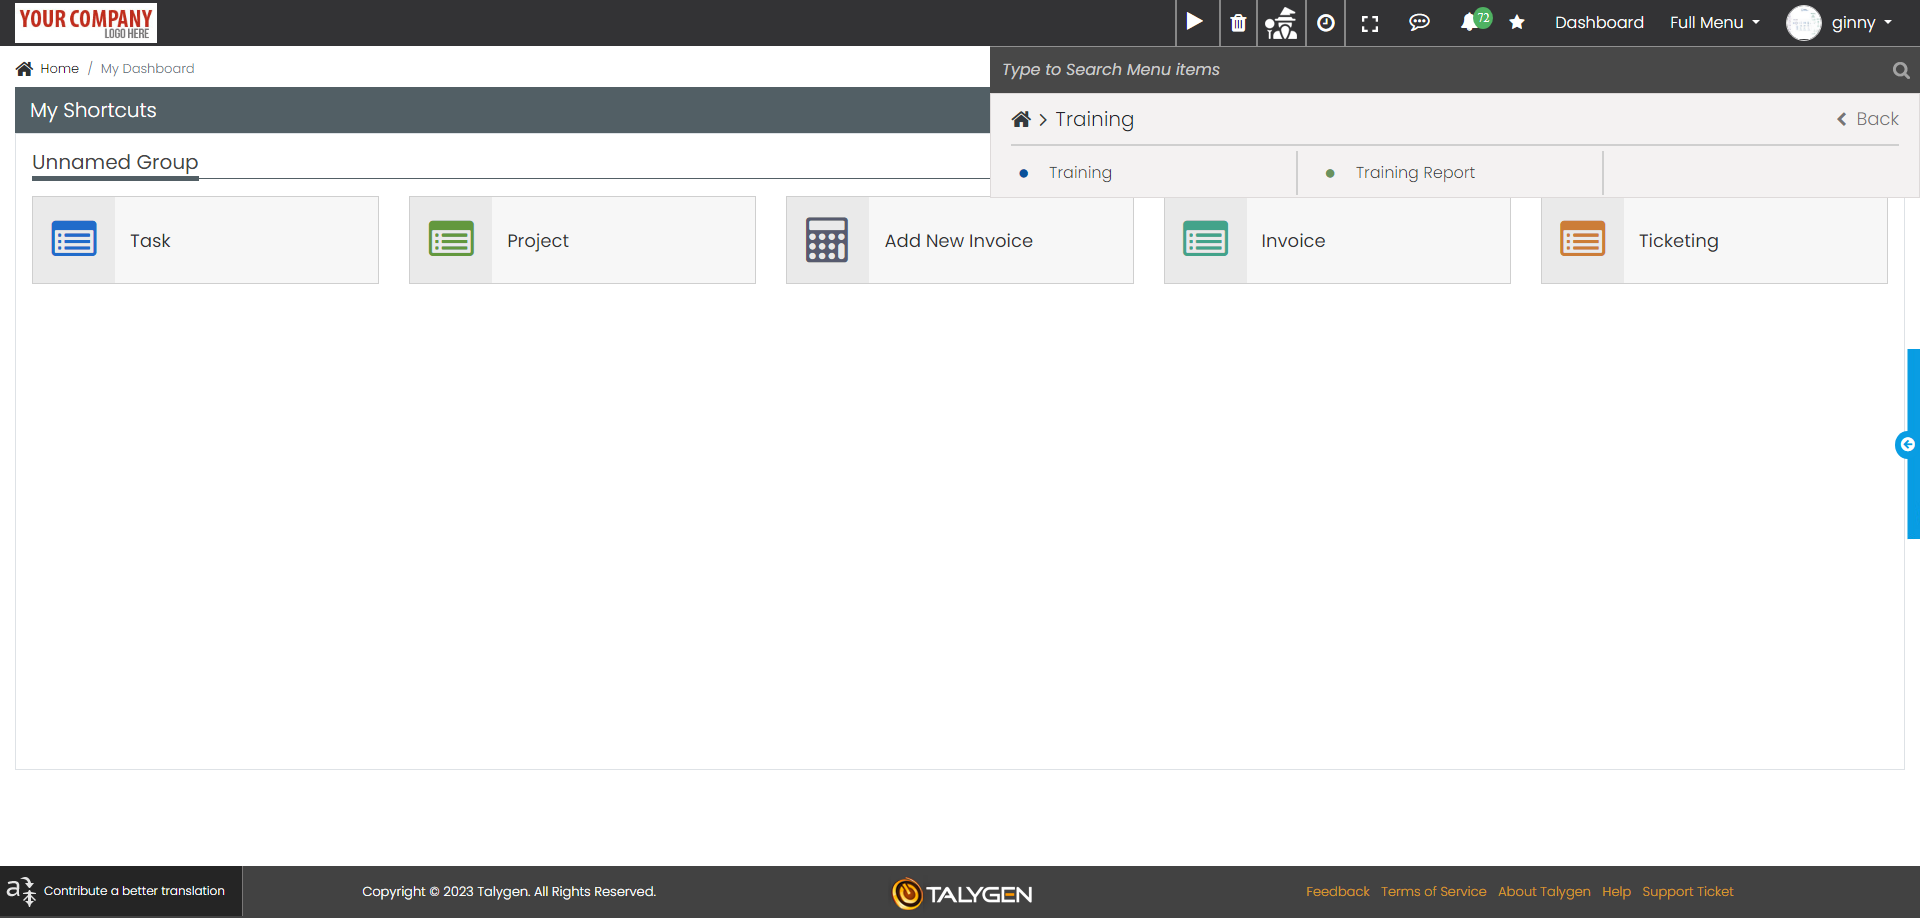 YOUR COMPANY
LOGO HERE
72
Dashboard
Full Menu
ginny
Home / My Dashboard
Type to Search Menu items
My Shortcuts
> Training
Back
Training
Training Report
Unnamed Group
Task
Project
Add New Invoice
Invoice
Ticketing
Contribute a better translation
Copyright © 2023 Talygen. All Rights Reserved.
TALYGEN
Feedback Terms of Service About Talygen Help Support Ticket